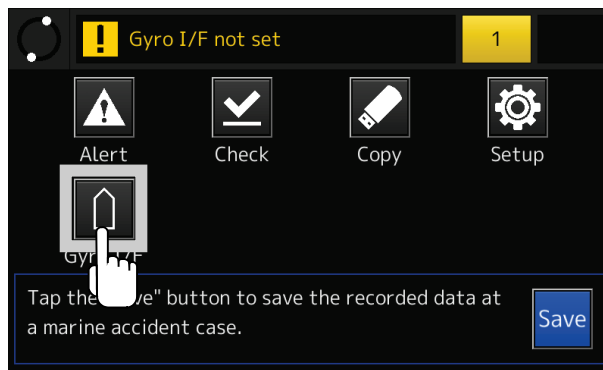 Gyro I/F not set
1
Alert Check Copy Setup
I/F
Tap the button to save the recorded data at
a marine accident case.
Save